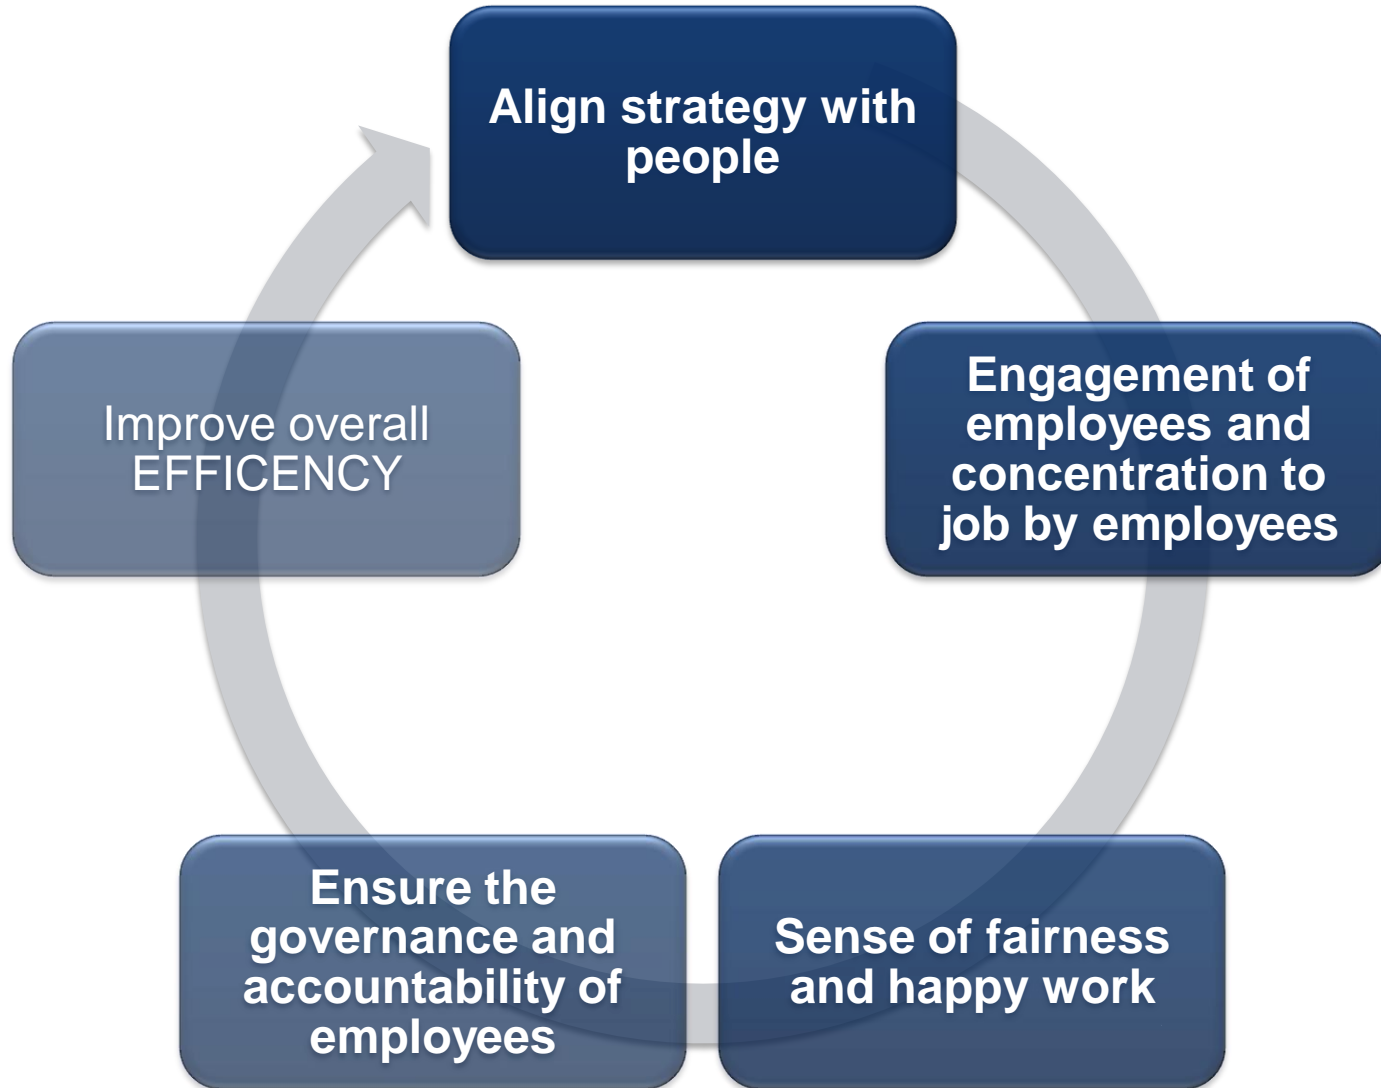 Align strategy with
people
Engagement of
employees and
concentration to
job by employees
Sense of fairness
and happy work
Ensure the
governance and
accountability of
employees
Improve overall
EFFICENCY